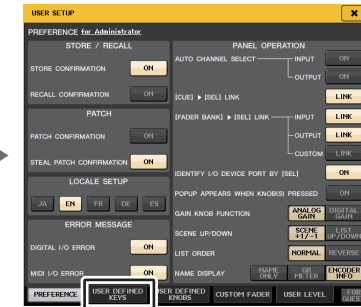 USER SETUP
PREFERENCE for Administrator
STORE / RECALL
STORE CONFIRMATION ON
RECALL CONFIRMATION ON
PATCH
PATCH CONFIRMATION ON
STEAL PATCH CONFIRMATION ON
LOCALE SETUP
JA EN FR DE ES
ERROR MESSAGE
DIGITAL I/O ERROR ON
MIDI I/O ERROR ON
PANEL OPERATION
AUTO CHANNEL SELECT INPUT ON
OUTPUT ON
[CUE] ▶ [SEL] LINK LINK
[FADER BANK] ▶ [SEL] LINK INPUT LINK
OUTPUT LINK
CUSTOM LINK
IDENTIFY I/O DEVICE PORT BY [SEL] ON
POPUP APPEARS WHEN KNOB(S) PRESSED ON
GAIN KNOB FUNCTION ANALOG GAIN DIGITAL GAIN
SCENE UP/DOWN SCENE +1/-1 LIST UP/DOWN
LIST ORDER NORMAL REVERSE
NAME DISPLAY NAME ONLY GR METER ENCODER INFO
PREFERENCE USER DEFINED KEYS USER DEFINED KNOBS CUSTOM FADER USER LEVEL